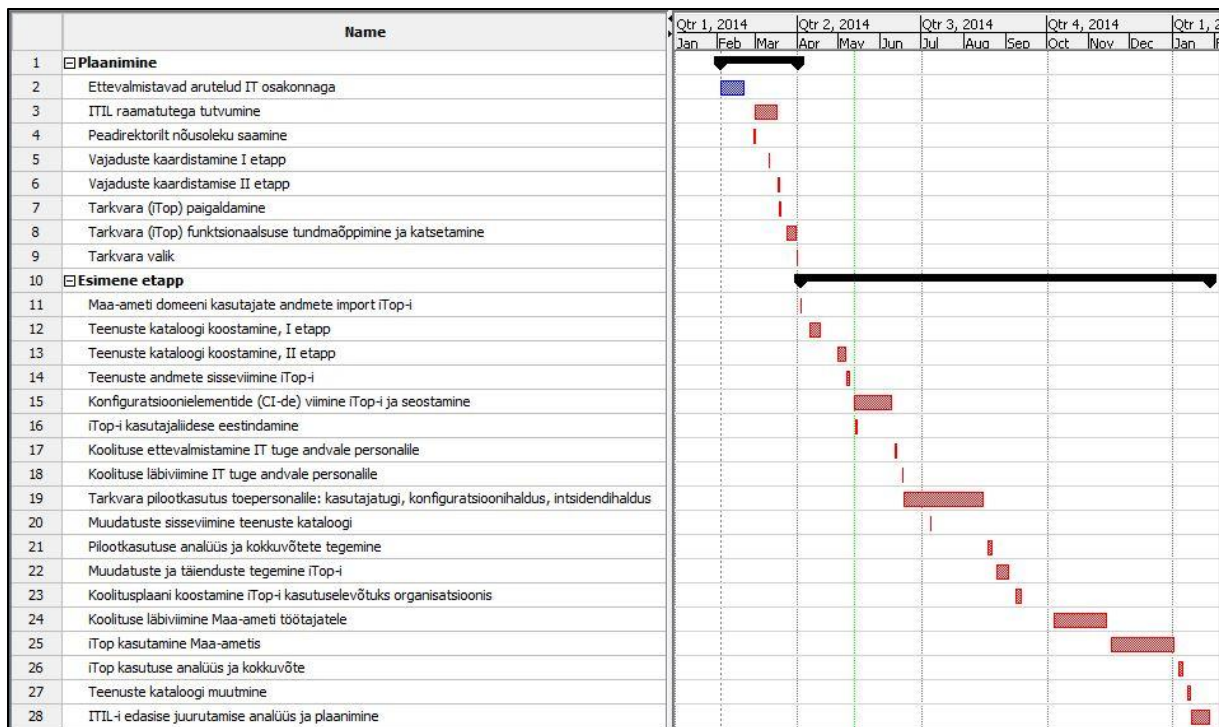 Name
Qtr 1, 2014 Qtr 2, 2014 Qtr 3, 2014 Qtr 4, 2014 Qtr 1, 2
Jan Feb Mar Apr May Jun Jul Aug Sep Oct Nov Dec Jan F
1 Plaanimine
2 Ettevalmistavad arutelud IT osakonnaga
3 ITIL raamatutega tutvumine
4 Peadirektorilt nõusoleku saamine
5 Vajaduste kaardistamine I etapp
6 Vajaduste kaardistamise II etapp
7 Tarkvara (iTop) paigaldamine
8 Tarkvara (iTop) funktsionaalsuse tundmaõppimine ja katsetamine
9 Tarkvara valik
10 Esimene etapp
11 Maa-ameti domeeni kasutajate andmete import iTop-i
12 Teenuste kataloogi koostamine, I etapp
13 Teenuste kataloogi koostamine, II etapp
14 Teenuste andmete sisseviimine iTop-i
15 Konfiguratsioonielementide (CI-de) viimine iTop-i ja seostamine
16 iTop-i kasutajaliidese eestindamine
17 Koolituse ettevalmistamine IT tuge andvale personalile
18 Koolituse läbiviimine IT tuge andvale personalile
19 Tarkvara pilootkasutus toepersonalile: kasutajatugi, konfiguratsioonihaldus, intsidendihaldus
20 Muudatuste sisseviimine teenuste kataloogi
21 Pilootkasutuse analüüs ja kokkuvõtete tegemine
22 Muudatuste ja täienduste tegemine iTop-i
23 Koolitusplaani koostamine iTop-i kasutuselevõtuks organisatsioonis
24 Koolituse läbiviimine Maa-ameti töötajatele
25 iTop kasutamine Maa-ametis
26 iTop kasutuse analüüs ja kokkuvõte
27 Teenuste kataloogi muutmine
28 ITIL-i edasise juurutamise analüüs ja plaanimine